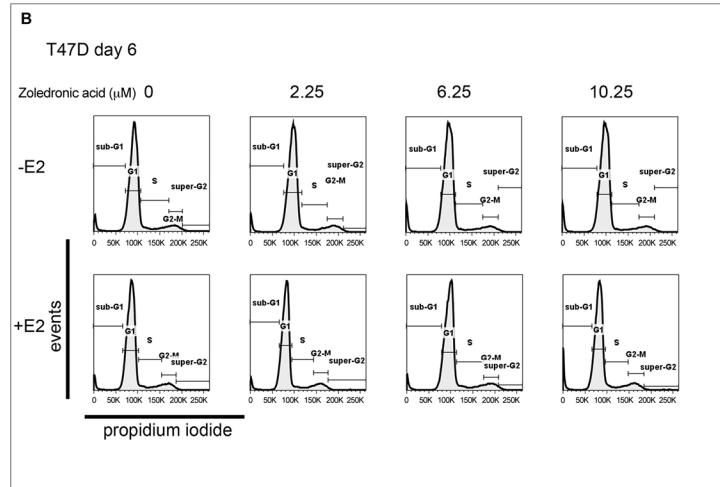 B
T47D day 6
Zoledronic acid (μM) 0 2.25 6.25 10.25
-E2
sub-G1
G1
S
super-G2
G2-M
0 50K 100K 150K 200K 250K
sub-G1
super-G2
G1
S
G2-M
0 50K 100K 150K 200K 250K
sub-G1
super-G2
G1
S
G2-M
0 50K 100K 150K 200K 250K
sub-G1
super-G2
G1
S
G2-M
0 50K 100K 150K 200K 250K
+E2
events
sub-G1
G1
S
G2-M
super-G2
0 50K 100K 150K 200K 250K
sub-G1
G1
S
G2-M
super-G2
0 50K 100K 150K 200K 250K
sub-G1
G1
S
G2-M
super-G2
0 50K 100K 150K 200K 250K
sub-G1
G1
S
G2-M
super-G2
0 50K 100K 150K 200K 250K
propidium iodide